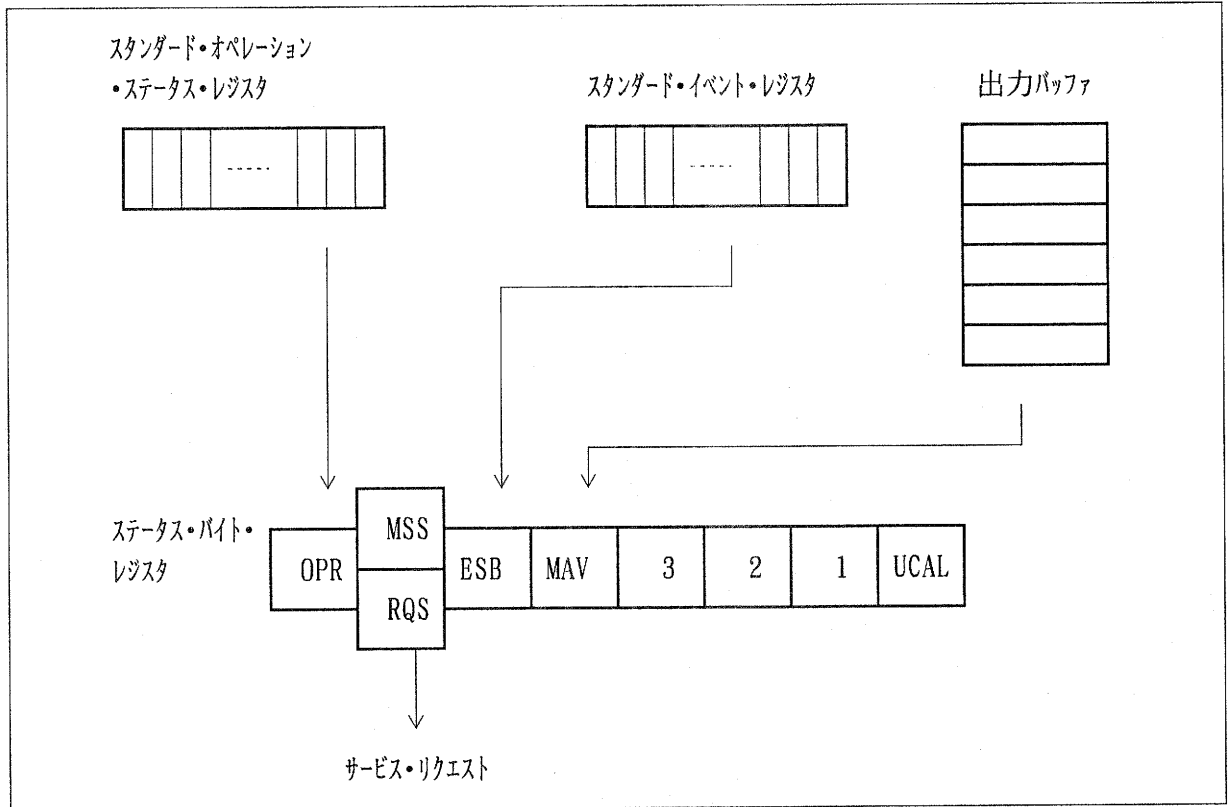 スタンダード・オペレーション
・ステータス・レジスタ
スタンダード・イベント・レジスタ
出力バッファ
-----
-----
ステータス・バイト・
レジスタ
OPR
MSS
RQS
ESB
MAV
3
2
1
UCAL
サービス・リクエスト